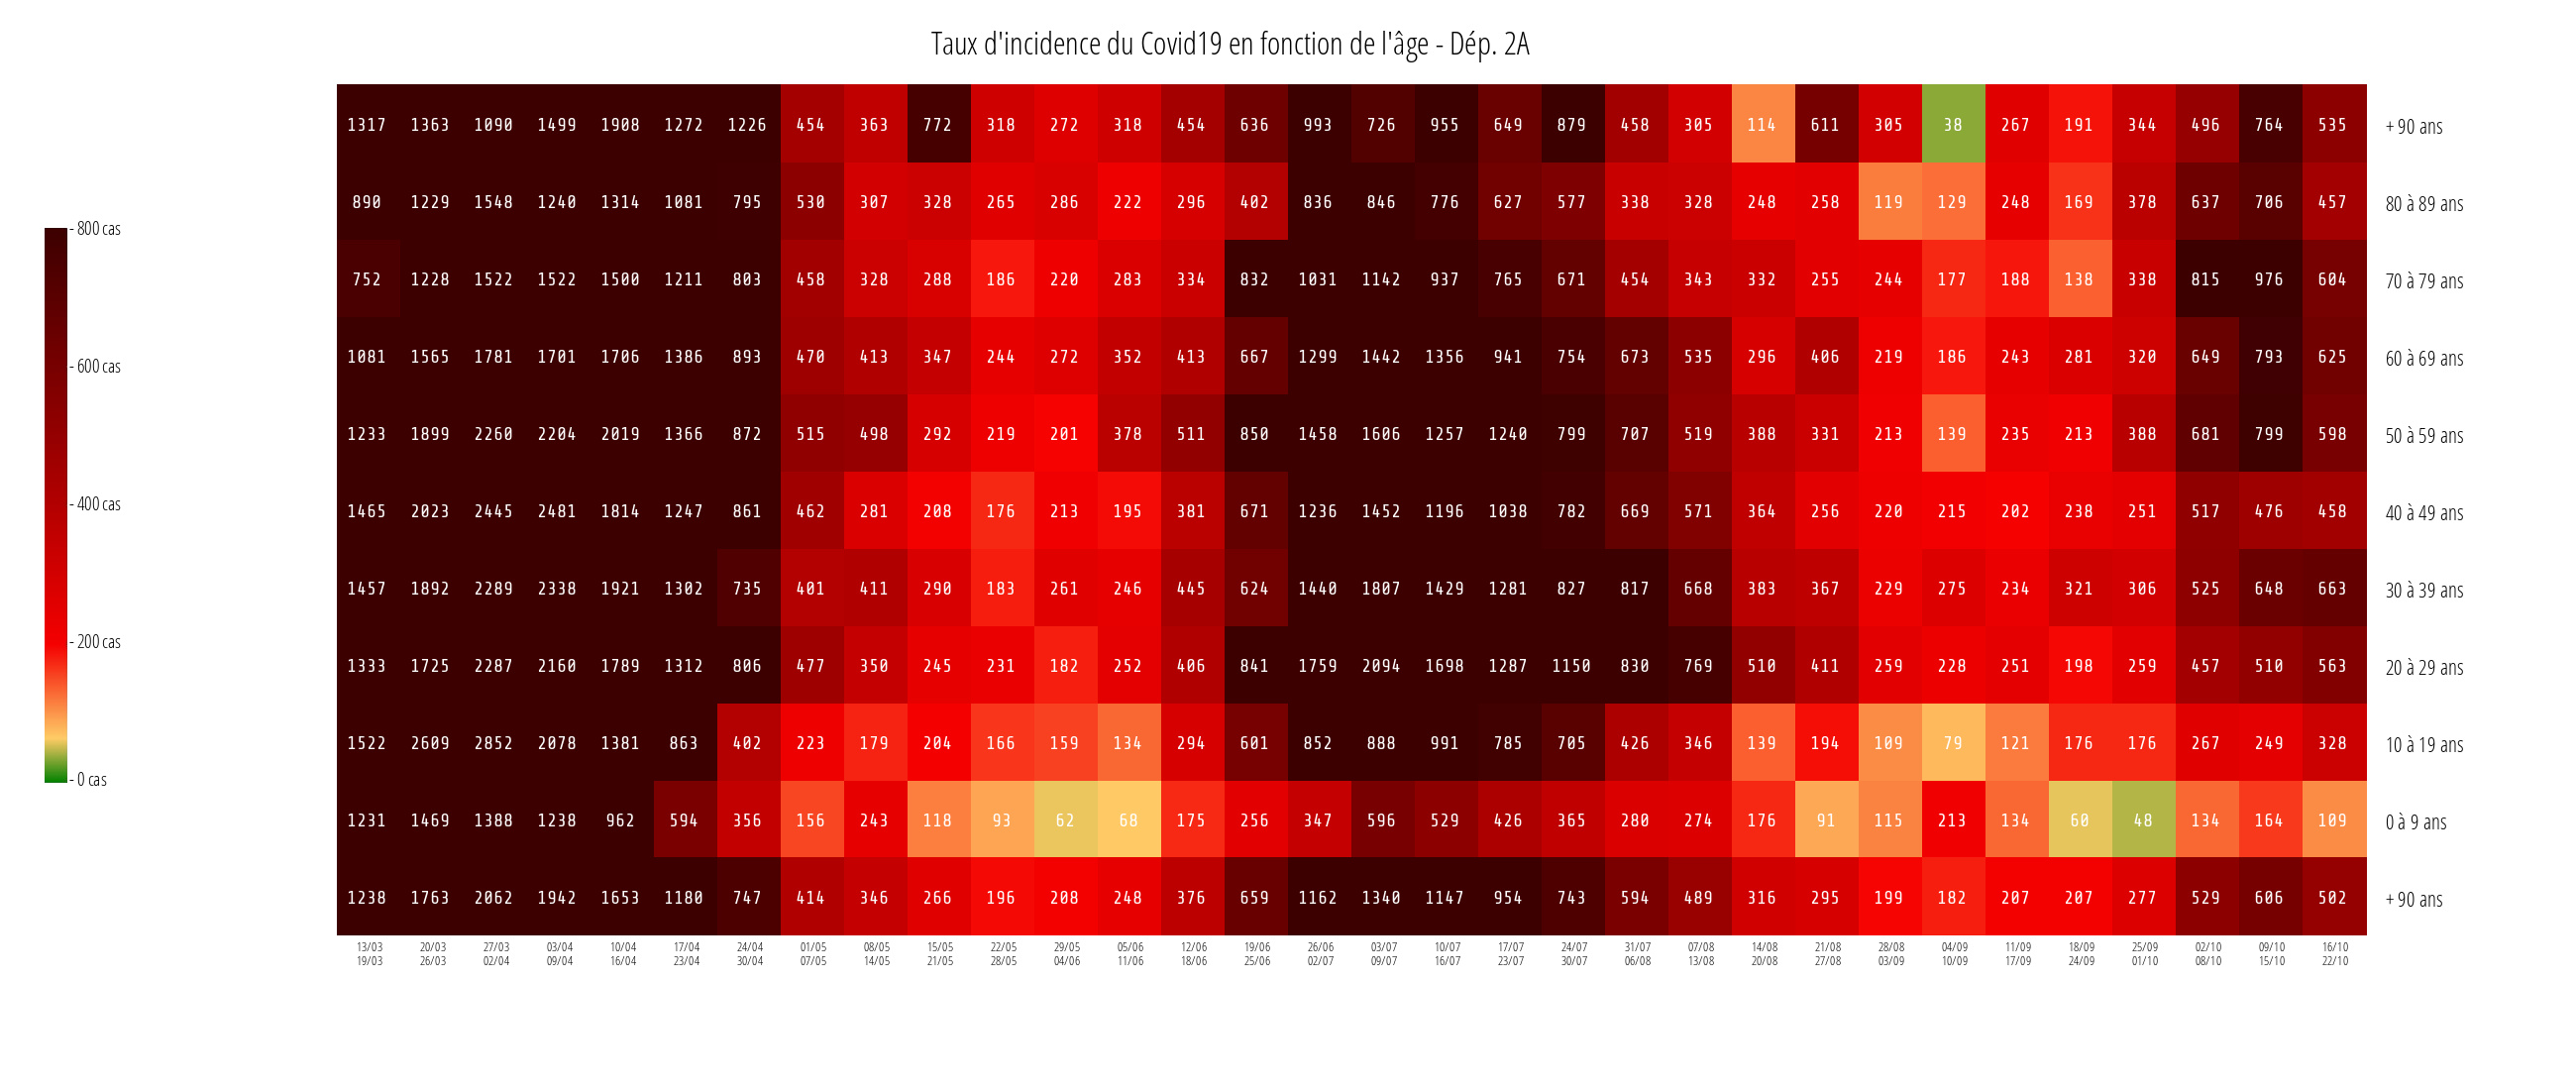 Taux d'incidence du Covid19 en fonction de l'âge - Dép. 2A
1317 1363 1090 1499 1908 1272 1226 454 363 772 318 272 318 454 636 993 726 955 649 879 458 305 114 611 305 38 267 191 344 496 764 535 + 90 ans
890 1229 1548 1240 1314 1081 795 530 307 328 265 286 222 296 402 836 846 776 627 577 338 328 248 258 119 129 248 169 378 637 706 457 80 à 89 ans
- 800 cas
752 1228 1522 1522 1500 1211 803 458 328 288 186 220 283 334 832 1031 1142 937 765 671 454 343 332 255 244 177 188 138 338 815 976 604 70 à 79 ans
1081 1565 1781 1701 1706 1386 893 470 413 347 244 272 352 413 667 1299 1442 1356 941 754 673 535 296 406 219 186 243 281 320 649 793 625 60 à 69 ans
- 600 cas
1233 1899 2260 2204 2019 1366 872 515 498 292 219 201 378 511 850 1458 1606 1257 1240 799 707 519 388 331 213 139 235 213 388 681 799 598 50 à 59 ans
- 400 cas
1465 2023 2445 2481 1814 1247 861 462 281 208 176 213 195 381 671 1236 1452 1196 1038 782 669 571 364 256 220 215 202 238 251 517 476 458 40 à 49 ans
1457 1892 2289 2338 1921 1302 735 401 411 290 183 261 246 445 624 1440 1807 1429 1281 827 817 668 383 367 229 275 234 321 306 525 648 663 30 à 39 ans
- 200 cas
1333 1725 2287 2160 1789 1312 806 477 350 245 231 182 252 406 841 1759 2094 1698 1287 1150 830 769 510 411 259 228 251 198 259 457 510 563 20 à 29 ans
1522 2609 2852 2078 1381 863 402 223 179 204 166 159 134 294 601 852 888 991 785 705 426 346 139 194 109 79 121 176 176 267 249 328 10 à 19 ans
- 0 cas
1231 1469 1388 1238 962 594 356 156 243 118 93 62 68 175 256 347 596 529 426 365 280 274 176 91 115 213 134 60 48 134 164 109 0 à 9 ans
1238 1763 2062 1942 1653 1180 747 414 346 266 196 208 248 376 659 1162 1340 1147 954 743 594 489 316 295 199 182 207 207 277 529 606 502 + 90 ans
13/03 20/03 27/03 03/04 10/04 17/04 24/04 01/05 08/05 15/05 22/05 29/05 05/06 12/06 19/06 26/06 03/07 10/07 17/07 24/07 31/07 07/08 14/08 21/08 28/08 04/09 11/09 18/09 25/09 02/10 09/10 16/10
19/03 26/03 02/04 09/04 16/04 23/04 30/04 07/05 14/05 21/05 28/05 04/06 11/06 18/06 25/06 02/07 09/07 16/07 23/07 30/07 06/08 13/08 20/08 27/08 03/09 10/09 17/09 24/09 01/10 08/10 15/10 22/10